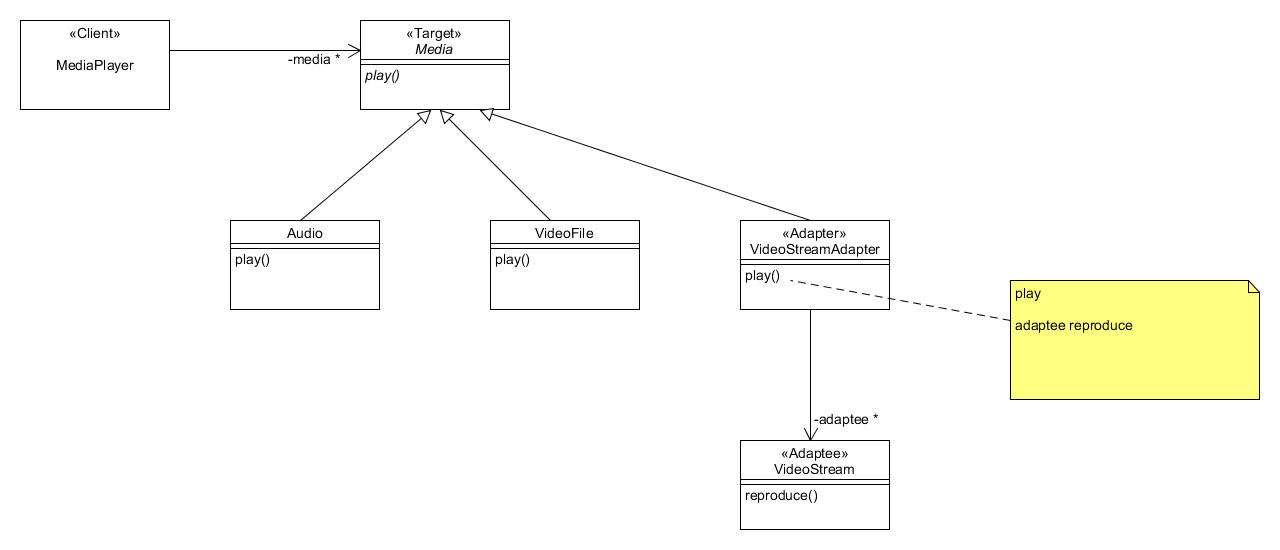 «Client»
MediaPlayer
-media *
«Target»
Media
play()
Audio
play()
VideoFile
play()
«Adapter»
VideoStreamAdapter
play()
play
adaptee reproduce
-adaptee *
«Adaptee»
VideoStream
reproduce()